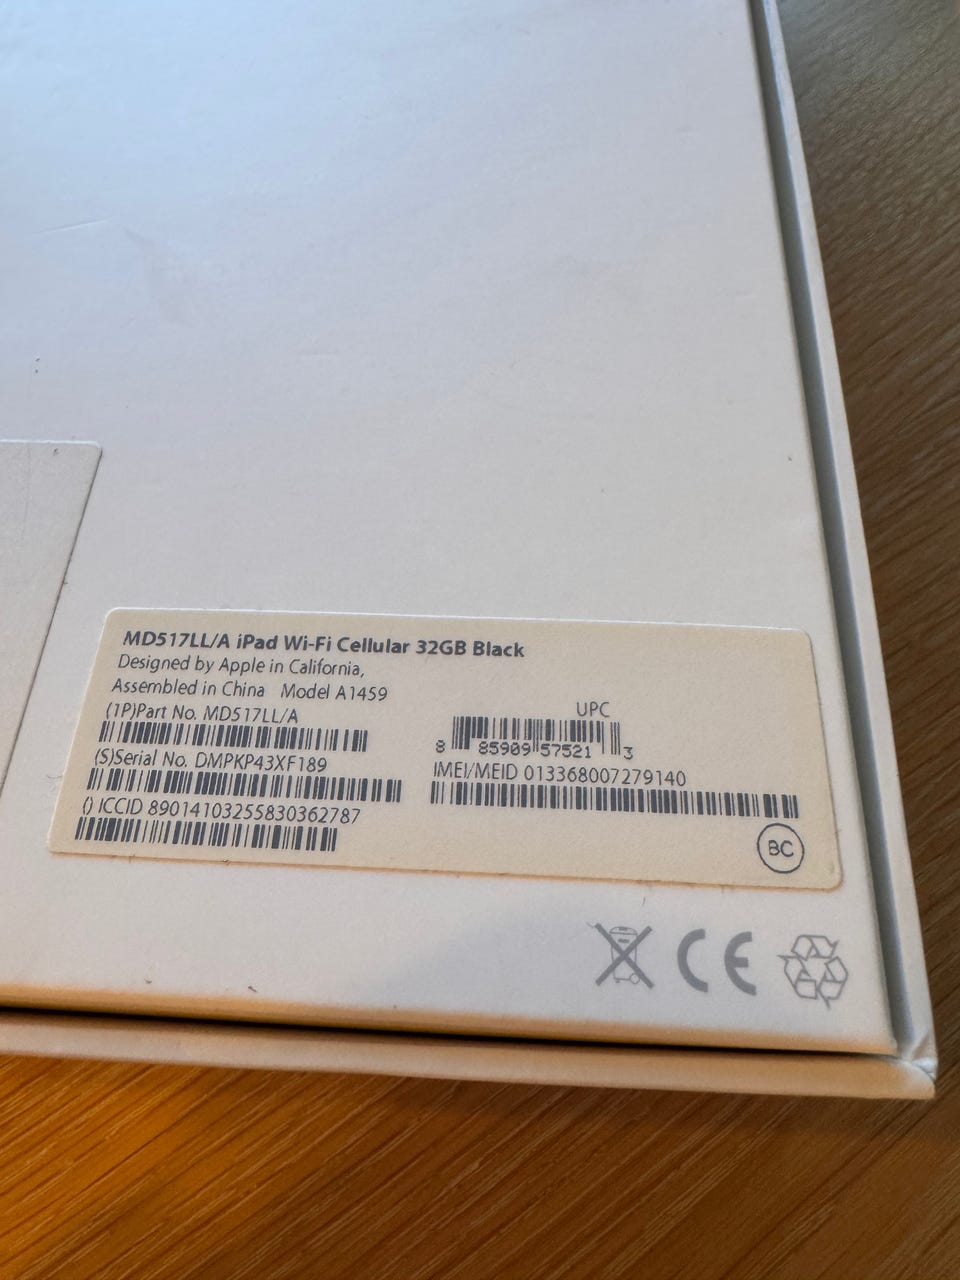 MD517LL/A iPad Wi-Fi Cellular 32GB Black
Designed by Apple in California,
Assembled in China Model A1459
(1P)Part No. MD517LL/A
(S)Serial No. DMPKP43XF189
() ICCID 89014103255830362787
UPC
8 85909 57521 3
IMEI/MEID 013368007279140
BC
CE